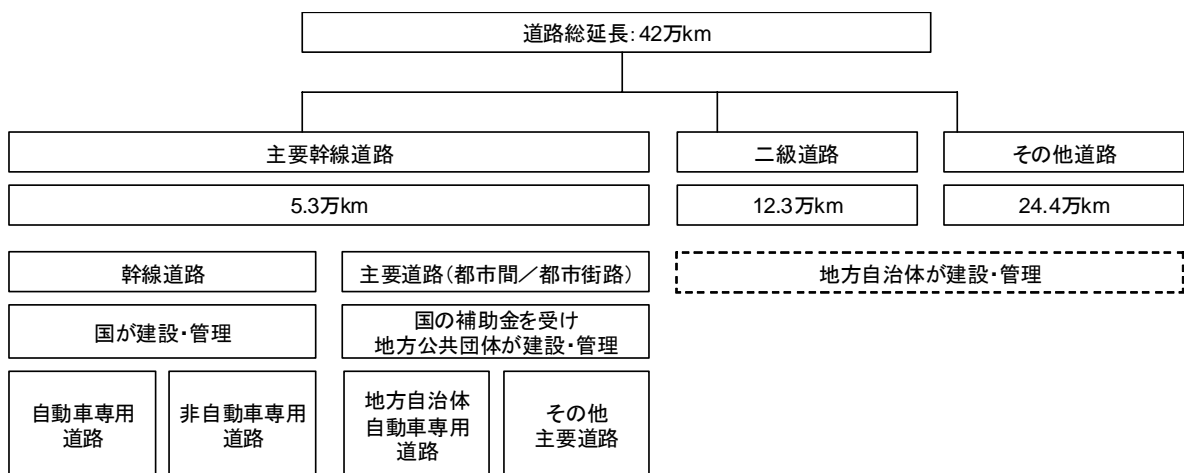 道路総延長:42万km
主要幹線道路
二級道路
その他道路
5.3万km
12.3万km
24.4万km
幹線道路
主要道路(都市間/都市街路)
地方自治体が建設・管理
国が建設・管理
国の補助金を受け
地方公共団体が建設・管理
自動車専用
道路
非自動車専用
道路
地方自治体
自動車専用
道路
その他
主要道路